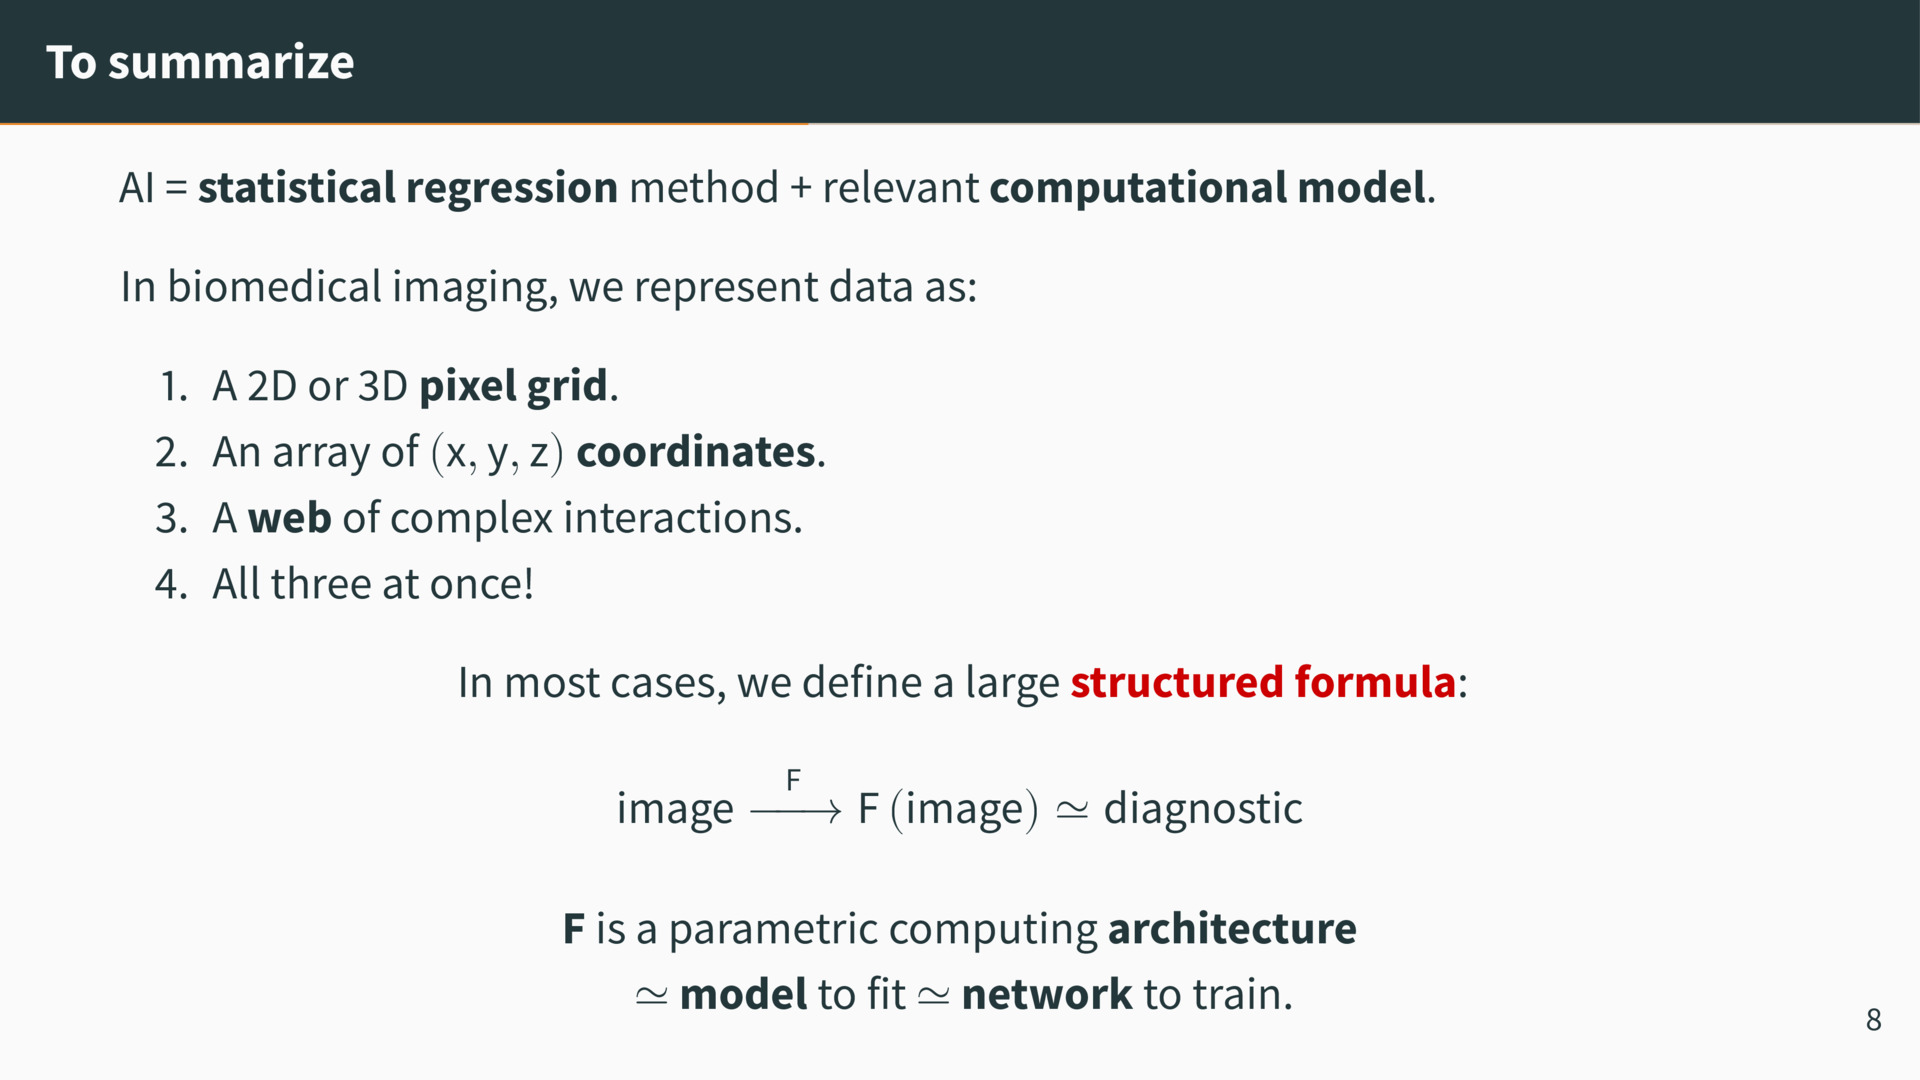 To summarize
AI = statistical regression method + relevant computational model.
In biomedical imaging, we represent data as:
1. A 2D or 3D pixel grid.
2. An array of (x, y, z) coordinates.
3. A web of complex interactions.
4. All three at once!
In most cases, we define a large structured formula:
F
image ⟶ F (image) ≃ diagnostic
F is a parametric computing architecture
≃ model to fit ≃ network to train.
8